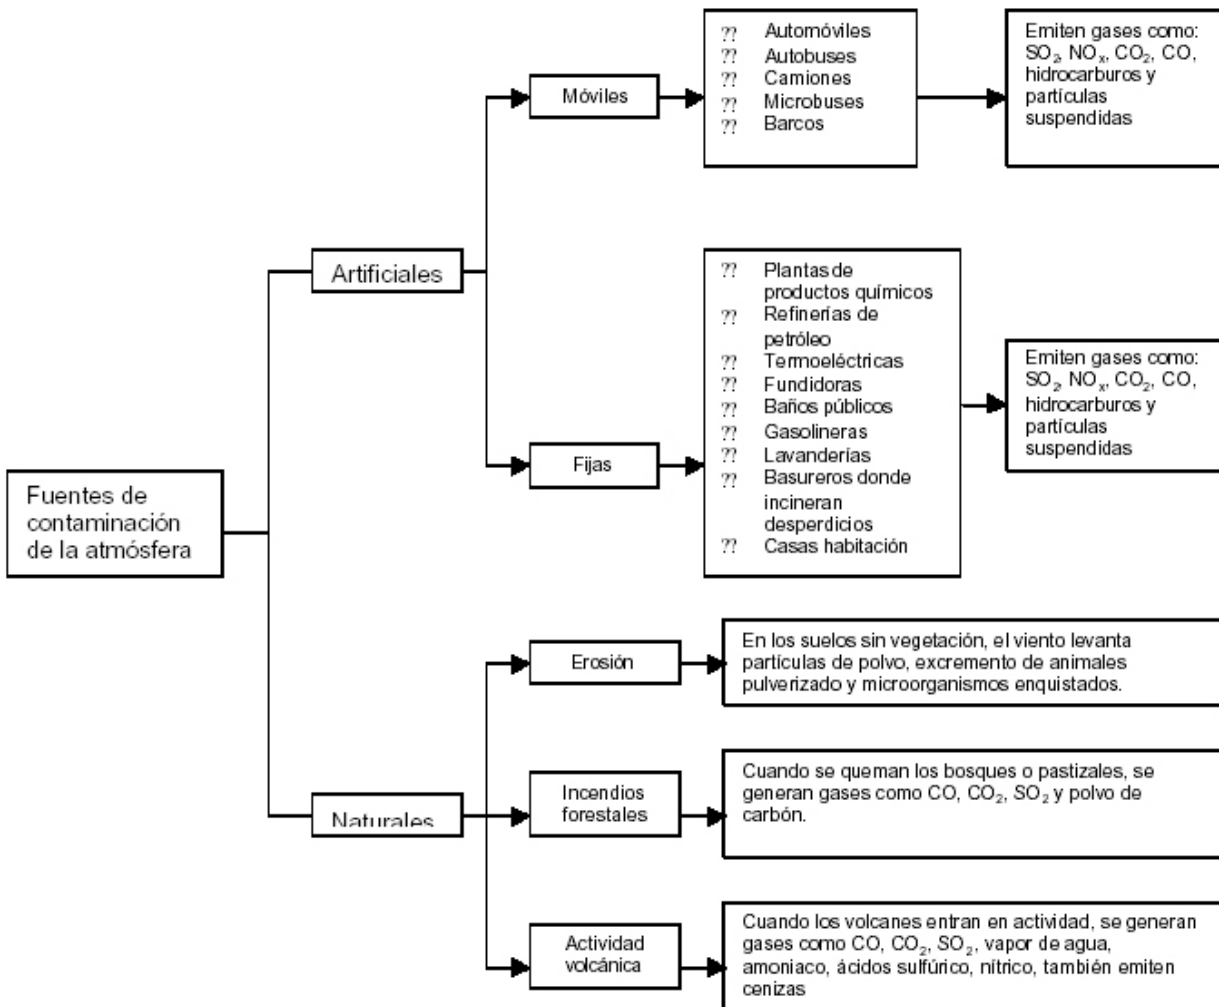 Fuentes de
contaminación
de la atmósfera
Artificiales
Móviles
?? Automóviles
?? Autobuses
?? Camiones
?? Microbuses
?? Barcos
Emiten gases como:
SO₂, NOₓ, CO₂, CO,
hidrocarburos y
partículas
suspendidas
Fijas
?? Plantas de
productos químicos
?? Refinerías de
petróleo
?? Termoeléctricas
?? Fundidoras
?? Baños públicos
?? Gasolineras
?? Lavanderías
?? Basureros donde
incineran
desperdicios
?? Casas habitación
Emiten gases como:
SO₂, NOₓ, CO₂, CO,
hidrocarburos y
partículas
suspendidas
Naturales
Erosión
En los suelos sin vegetación, el viento levanta
partículas de polvo, excremento de animales
pulverizado y microorganismos enquistados.
Incendios
forestales
Cuando se queman los bosques o pastizales, se
generan gases como CO, CO₂, SO₂ y polvo de
carbón.
Actividad
volcánica
Cuando los volcanes entran en actividad, se generan
gases como CO, CO₂, SO₂, vapor de agua,
amoniaco, ácidos sulfúrico, nítrico, también emiten
cenizas